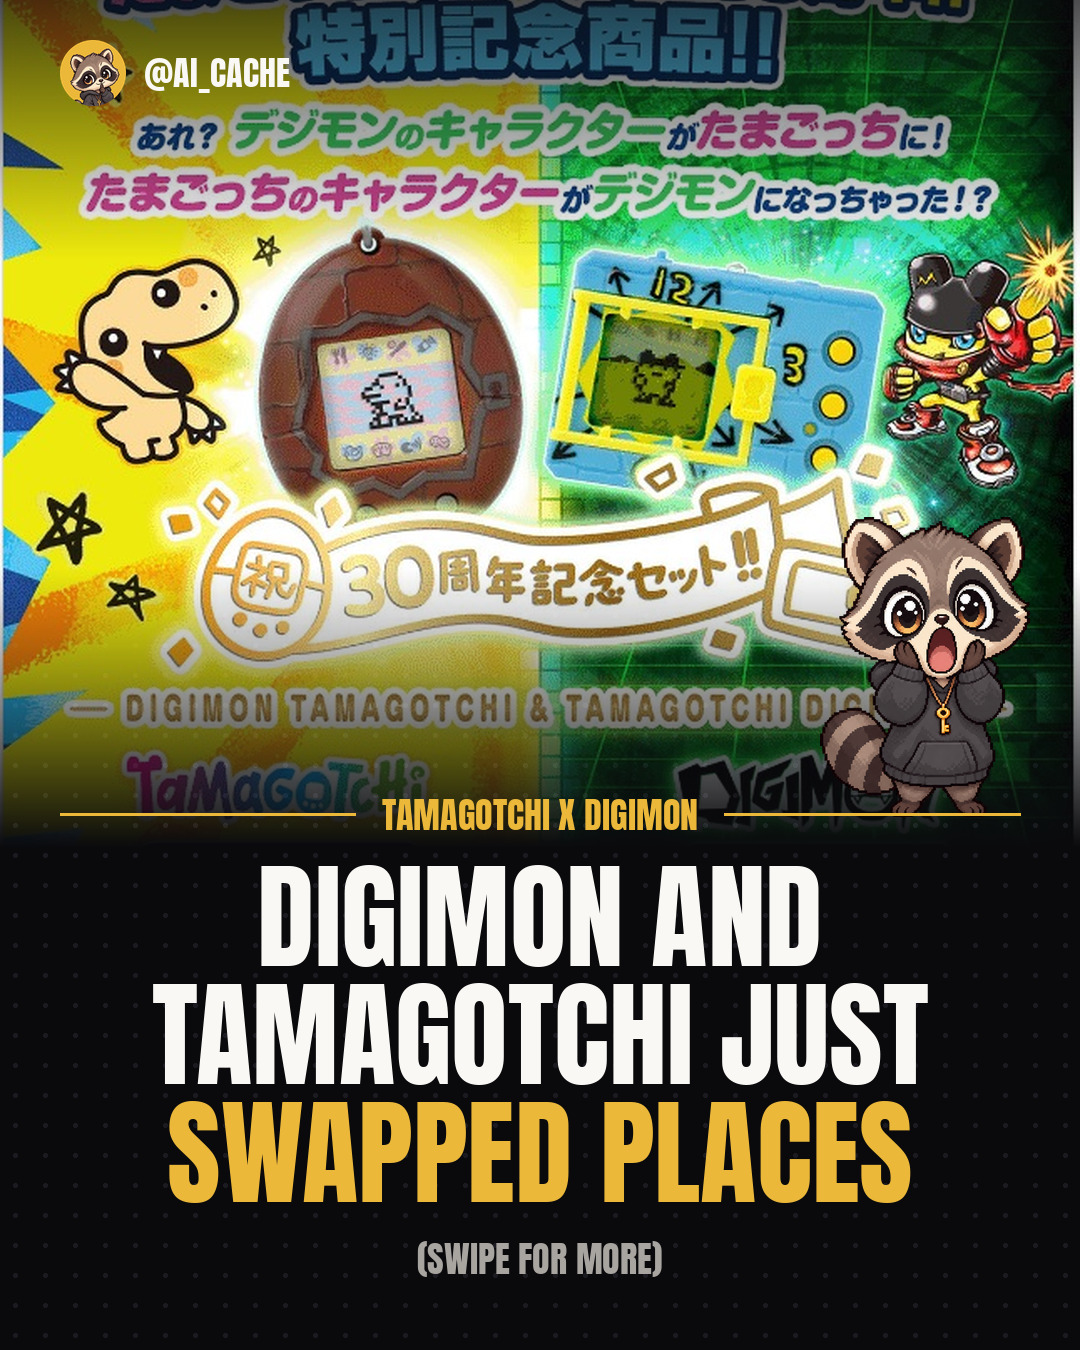 特別記念商品!!
@AI_CACHE
あれ? デジモンのキャラクターがたまごっちに!
たまごっちのキャラクターがデジモンになっちゃった!?
12
3
祝 30周年記念セット!!
DIGIMON TAMAGOTCHI & TAMAGOTCHI
TAMAGOTCHI
TAMAGOTCHI X DIGIMON
DIGIMON AND
TAMAGOTCHI JUST
SWAPPED PLACES
(SWIPE FOR MORE)